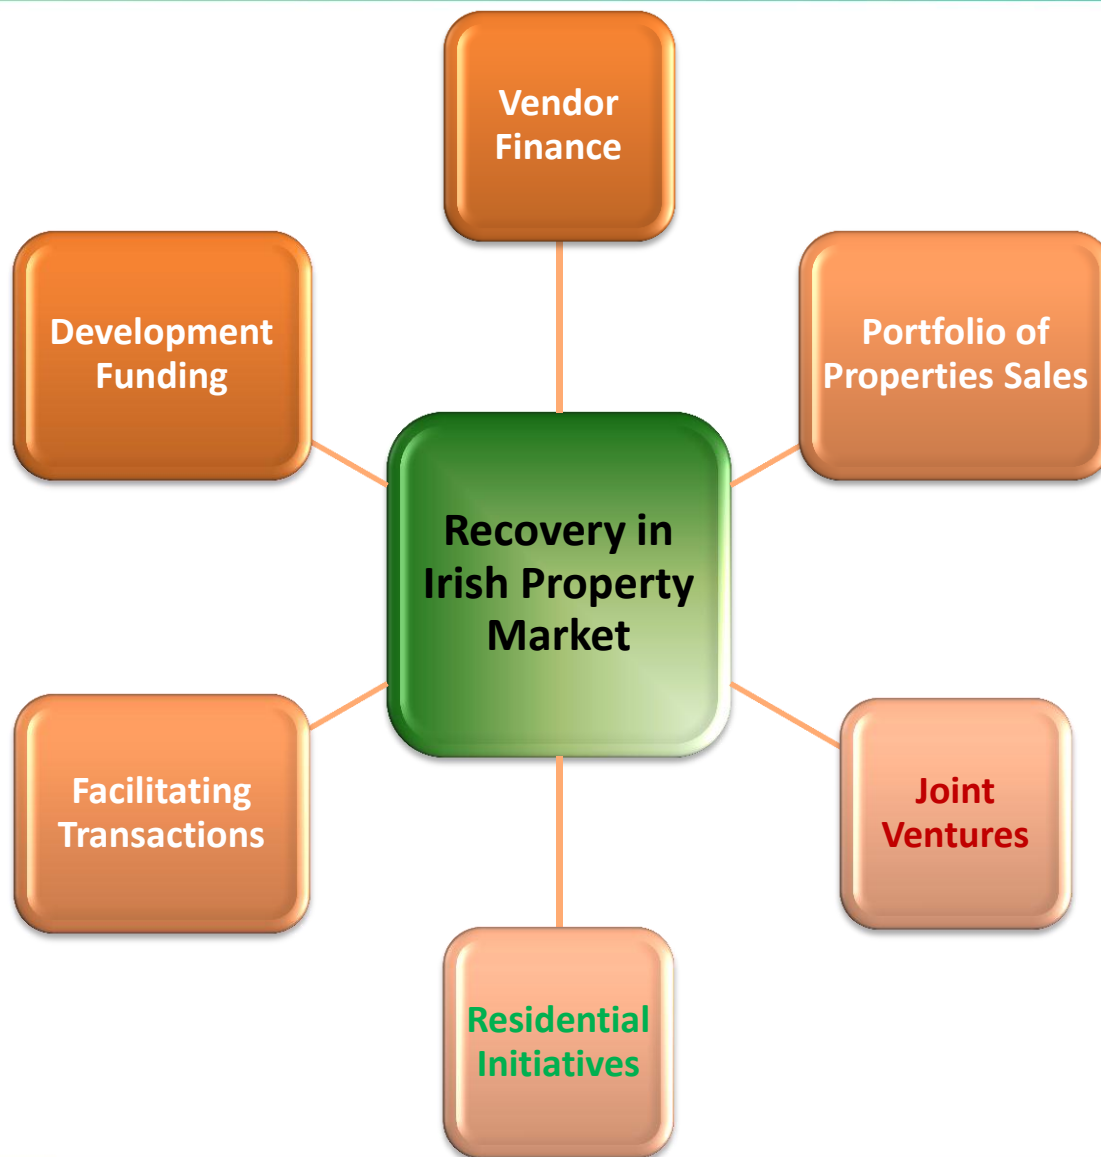 Vendor
Finance
Development
Funding
Portfolio of
Properties Sales
Recovery in
Irish Property
Market
Facilitating
Transactions
Joint
Ventures
Residential
Initiatives